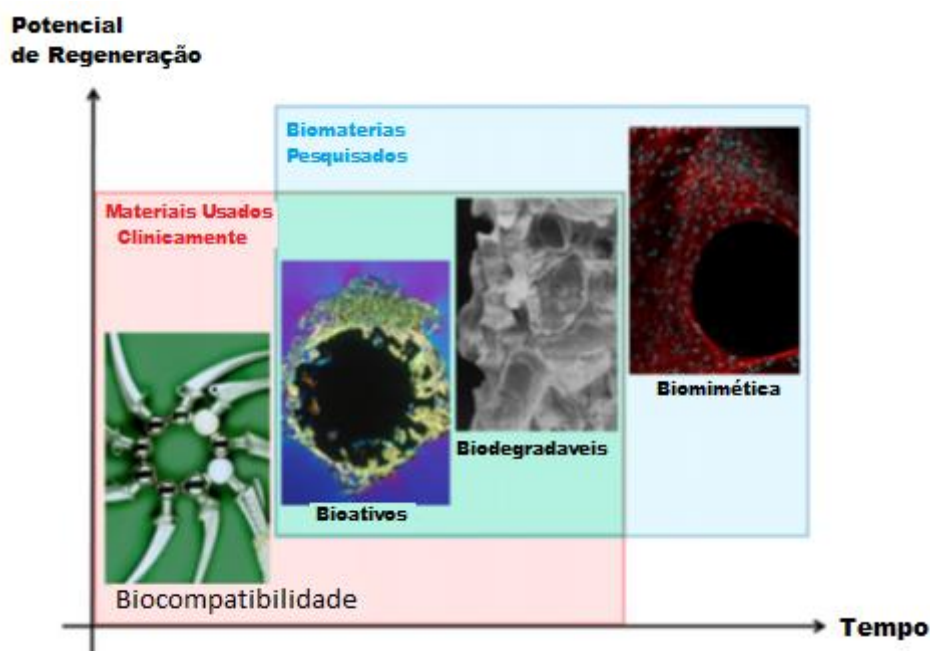 Potencial
de Regeneração
Biomaterias
Pesquisados
Materiais Usados
Clinicamente
Biomimética
Biodegradaveis
Bioativos
Biocompatibilidade
Tempo